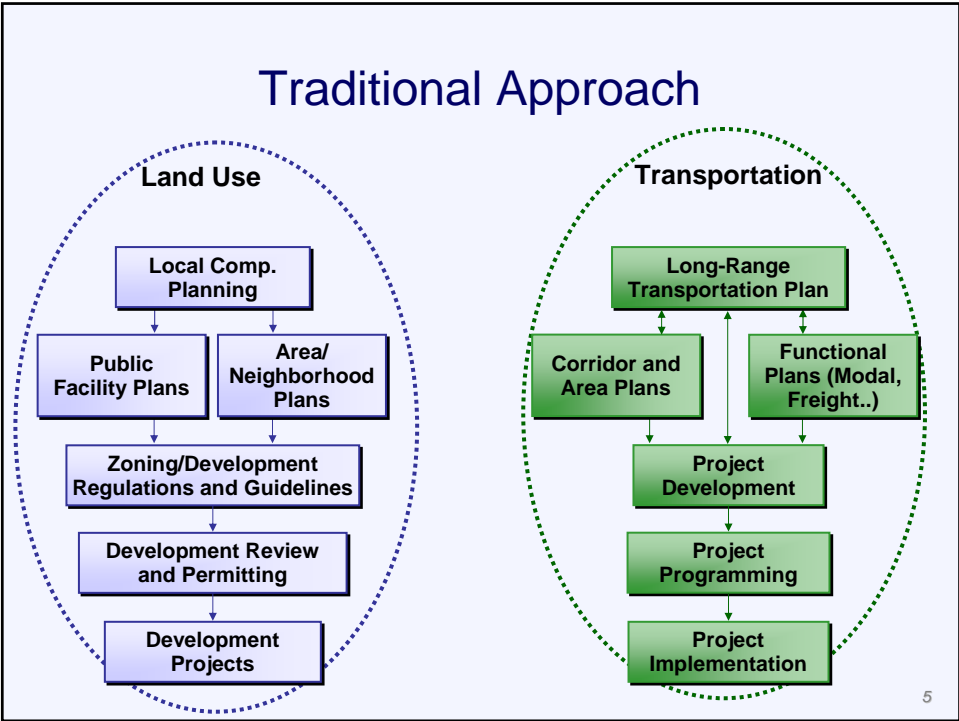 Traditional Approach
Land Use
Local Comp.
Planning
Public
Facility Plans
Area/
Neighborhood
Plans
Zoning/Development
Regulations and Guidelines
Development Review
and Permitting
Development
Projects
Transportation
Long-Range
Transportation Plan
Corridor and
Area Plans
Functional
Plans (Modal,
Freight..)
Project
Development
Project
Programming
Project
Implementation
5